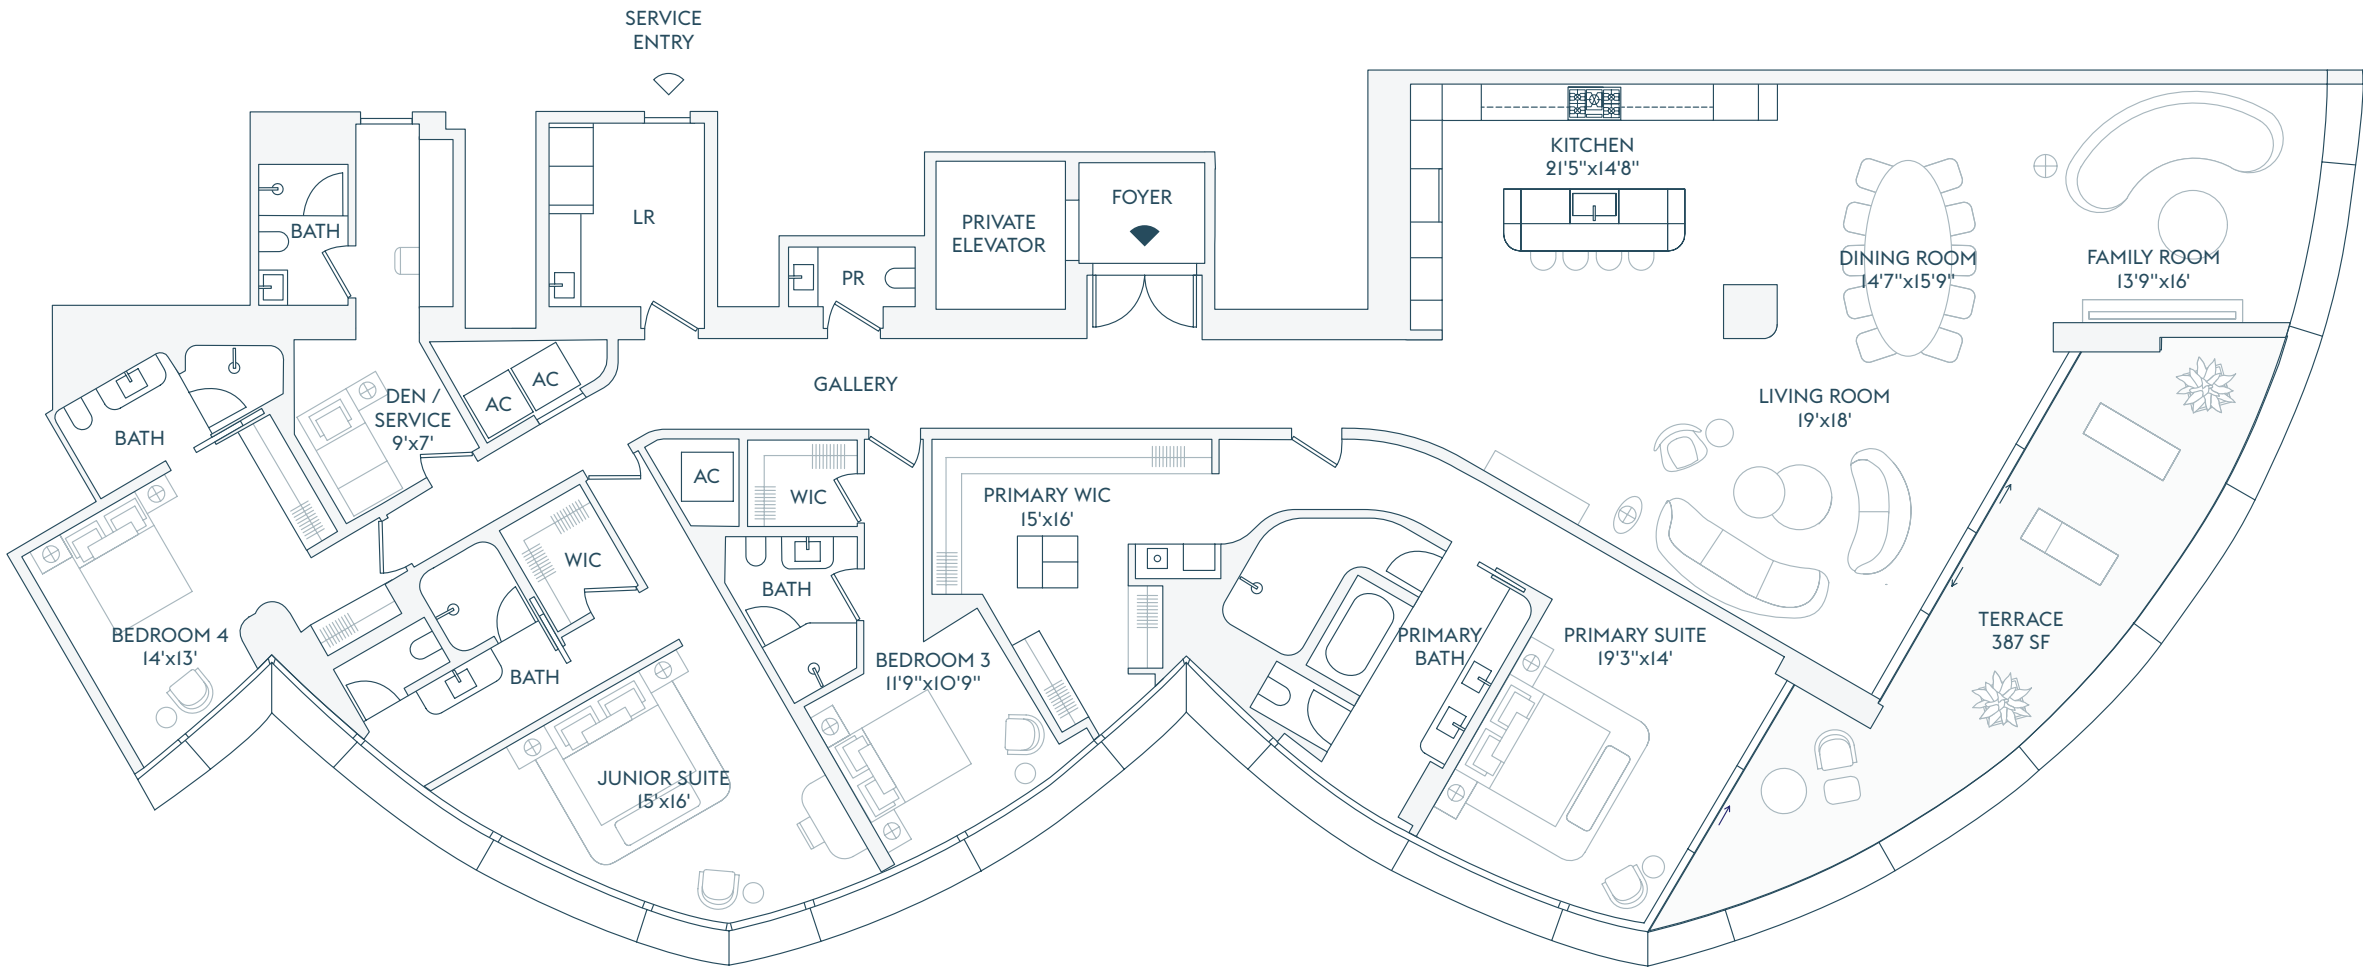 SERVICE
ENTRY
KITCHEN
21'5"x14'8"
FOYER
LR
PRIVATE
ELEVATOR
BATH
PR
DINING ROOM
14'7"x15'9"
FAMILY ROOM
13'9"x16'
GALLERY
AC
AC
DEN /
SERVICE
9'x7'
LIVING ROOM
19'x18'
BATH
AC
WIC
PRIMARY WIC
15'x16'
WIC
BATH
TERRACE
387 SF
BEDROOM 4
14'x13'
PRIMARY
BATH
PRIMARY SUITE
19'3"x14'
BEDROOM 3
11'9"x10'9"
BATH
JUNIOR SUITE
15'x16'